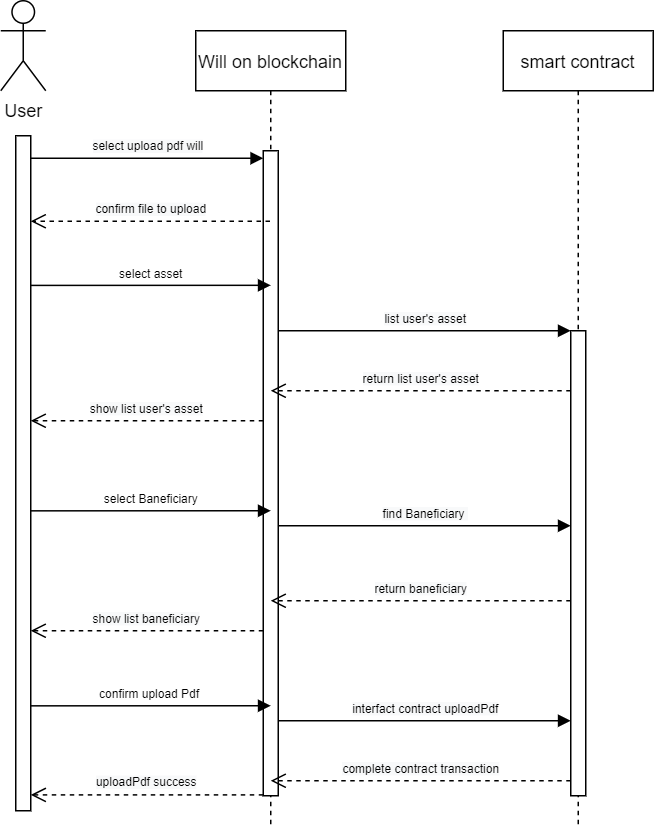 Will on blockchain
smart contract
User
select upload pdf will
confirm file to upload
select asset
list user's asset
return list user's asset
show list user's asset
select Baneficiary
find Baneficiary
return baneficiary
show list baneficiary
confirm upload Pdf
interfact contract uploadPdf
complete contract transaction
uploadPdf success